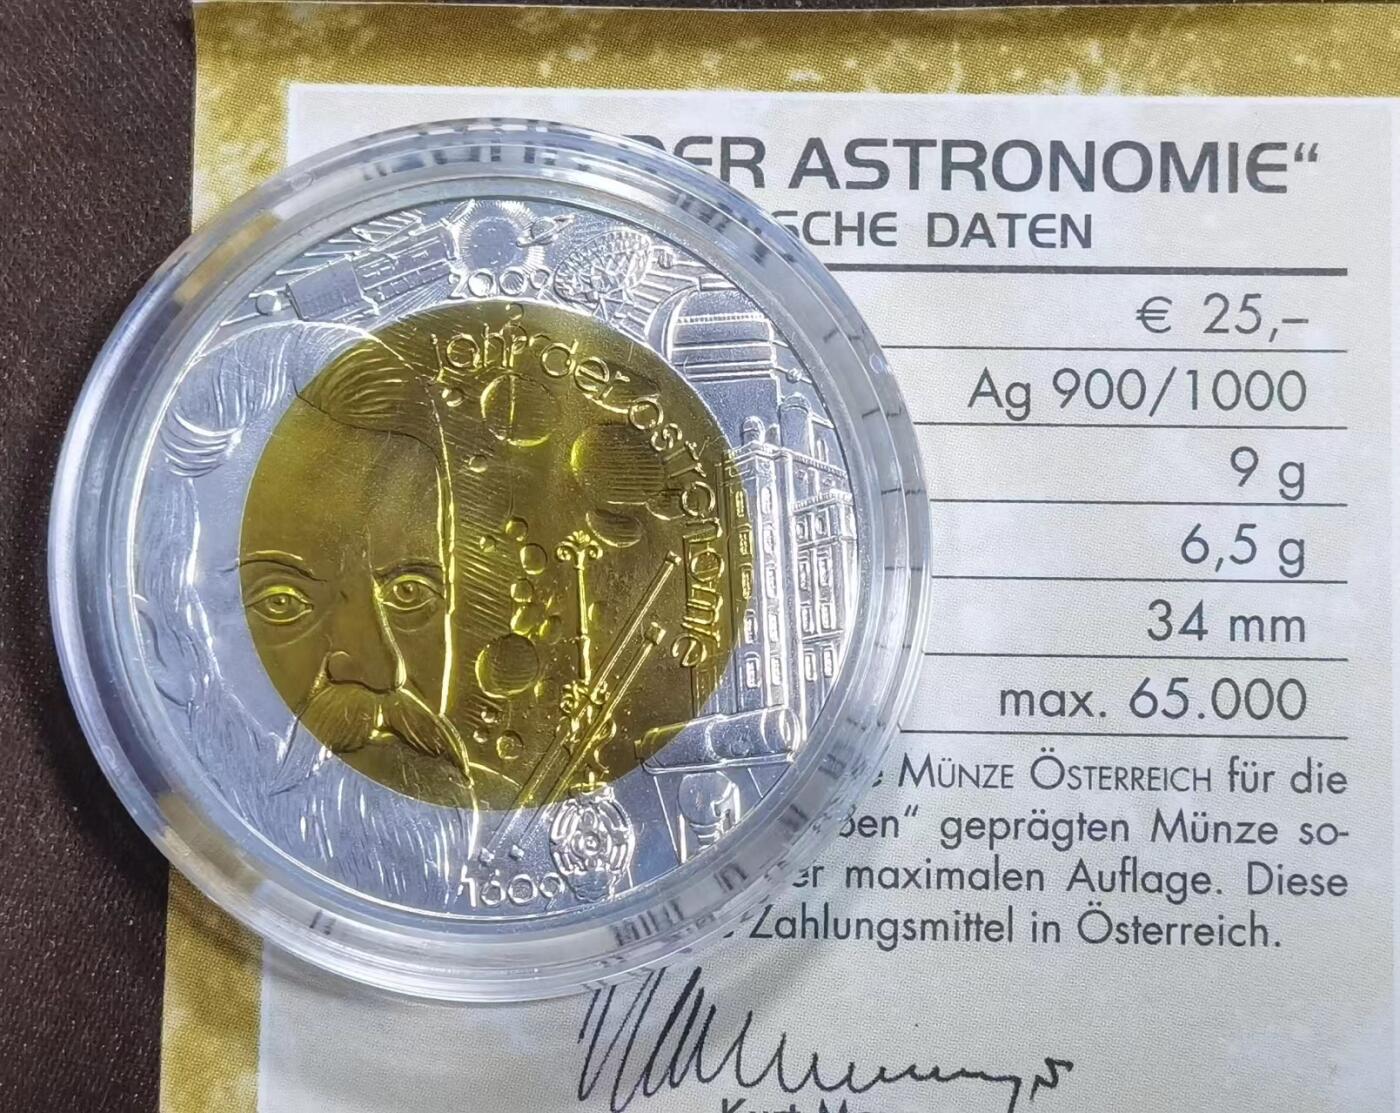 DER ASTRONOMIE“
DATEN
€ 25,–
Ag 900/1000
9 g
6,5 g
34 mm
max. 65.000
MÜNZE ÖSTERREICH für die
geprägten Münze so-
maximalen Auflage. Diese
Zahlungsmittel in Österreich.
2009
jahr der astronomie
1609